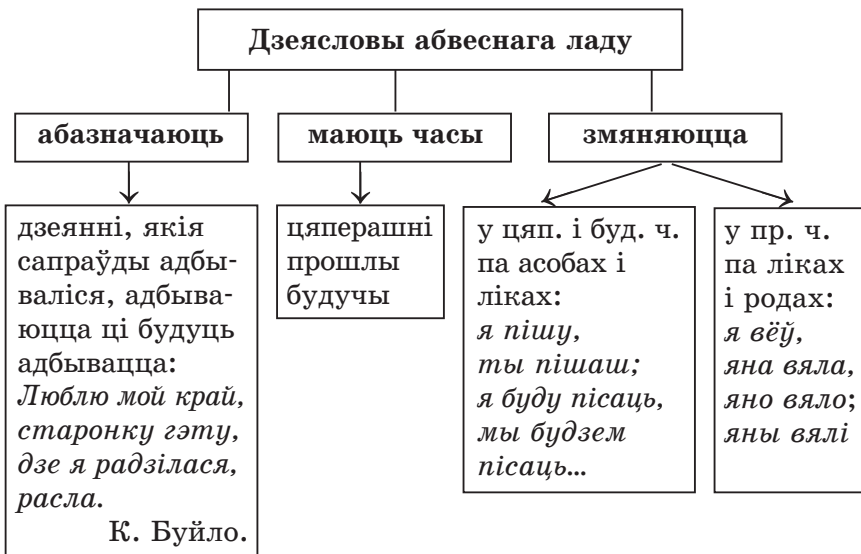 Дзеясловы абвеснага ладу
абазначаюць
маюць часы
змяняюцца
дзеянні, якія
сапраўды адбы-
валіся, адбыва-
юцца ці будуць
адбывацца:
Люблю мой край,
старонку гэту,
дзе я радзілася,
расла.
К. Буйло.
цяперашні
прошлы
будучы
у цяп. і буд. ч.
па асобах і
ліках:
я пішу,
ты пішаш;
я буду пісаць,
мы будзем
пісаць...
у пр. ч.
па ліках
і родах:
я вёў,
яна вяла,
яно вяло;
яны вялі